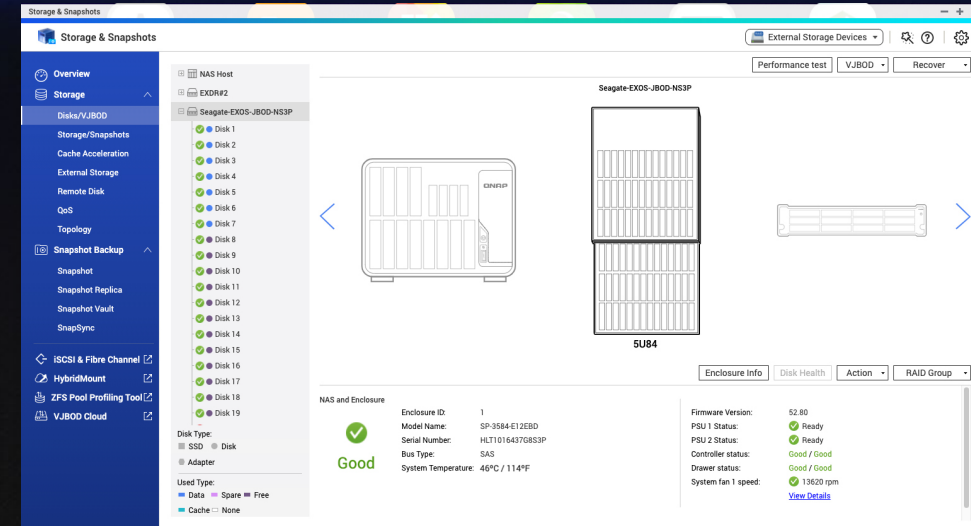 Storage & Snapshots
Storage & Snapshots
External Storage Devices
Performance test
VJBOD
Recover
Overview
Storage
Disks/VJBOD
Storage/Snapshots
Cache Acceleration
External Storage
Remote Disk
QoS
Topology
Snapshot Backup
Snapshot
Snapshot Replica
Snapshot Vault
SnapSync
iSCSI & Fibre Channel
HybridMount
ZFS Pool Profiling Tool
VJBOD Cloud
NAS Host
EXDR#2
Seagate-EXOS-JBOD-NS3P
Disk 1
Disk 2
Disk 3
Disk 4
Disk 5
Disk 6
Disk 7
Disk 8
Disk 9
Disk 10
Disk 11
Disk 12
Disk 13
Disk 14
Disk 15
Disk 16
Disk 17
Disk 18
Disk 19
Disk Type:
SSD Disk
Adapter
Used Type:
Data Spare Free
Cache None
Seagate-EXOS-JBOD-NS3P
QNAP
5U84
Enclosure Info
Disk Health
Action
RAID Group
NAS and Enclosure
Good
Enclosure ID: 1
Model Name: SP-3584-E12EBD
Serial Number: HLT1016437G8S3P
Bus Type: SAS
System Temperature: 46ºC / 114ºF
Firmware Version: 52.80
PSU 1 Status: Ready
PSU 2 Status: Ready
Controller status: Good / Good
Drawer status: Good / Good
System fan 1 speed: 13620 rpm
View Details